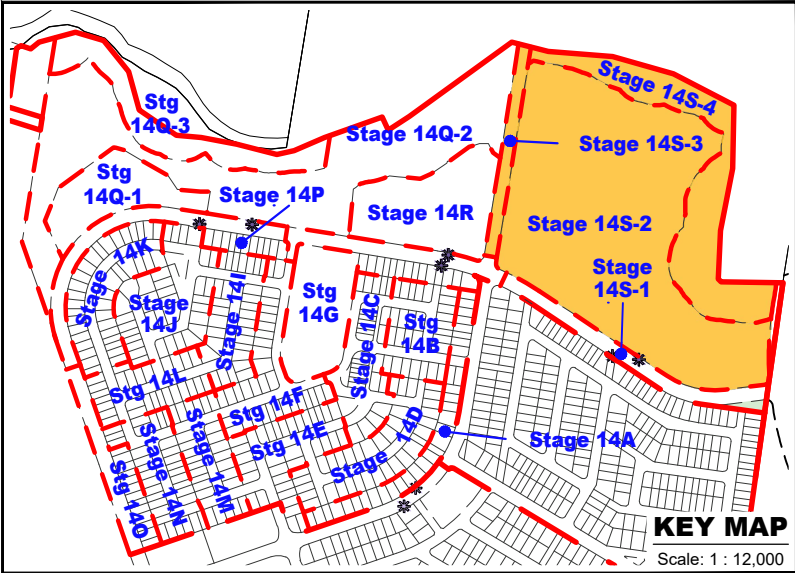 Stg
14Q-3
Stage 14S-4
Stage 14Q-2
Stage 14S-3
Stg
14Q-1
Stage 14P
Stage 14R
Stage 14S-2
Stage 14K
Stage
14S-1
Stage
14J
Stage 14I
Stg
14G
Stage 14C
Stg
14B
Stg 14L
Stg 14F
Stg 14E
Stage 14D
Stage 14A
Stage 14M
Stage 14N
Stg 14O
KEY MAP
Scale: 1 : 12,000